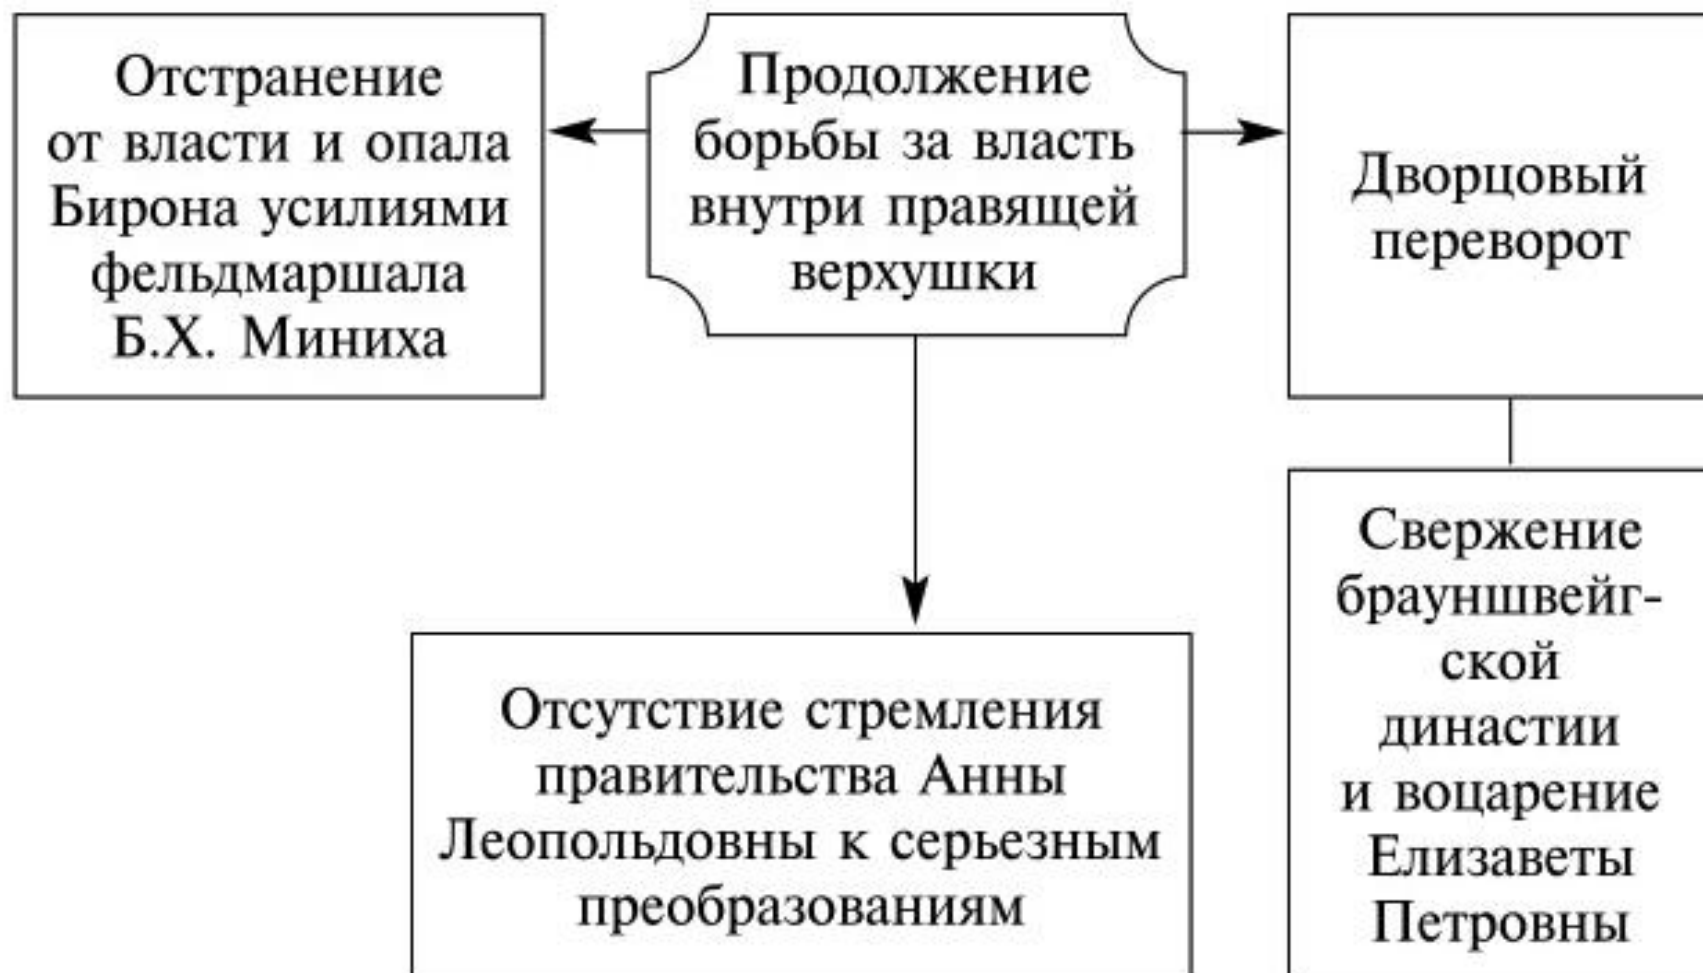 Отстранение
от власти и опала
Бирона усилиями
фельдмаршала
Б.Х. Миниха
Продолжение
борьбы за власть
внутри правящей
верхушки
Дворцовый
переворот
Отсутствие стремления
правительства Анны
Леопольдовны к серьезным
преобразованиям
Свержение
брауншвейг-
ской
династии
и воцарение
Елизаветы
Петровны